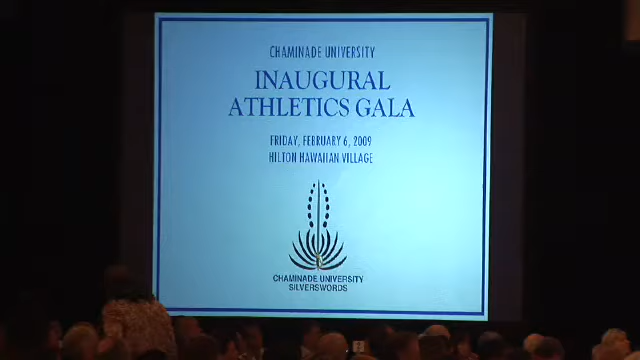 CHAMINADE UNIVERSITY
INAUGURAL
ATHLETICS GALA
FRIDAY, FEBRUARY 6, 2009
HILTON HAWAIIAN VILLAGE
CHAMINADE UNIVERSITY
SILVERSWORDS